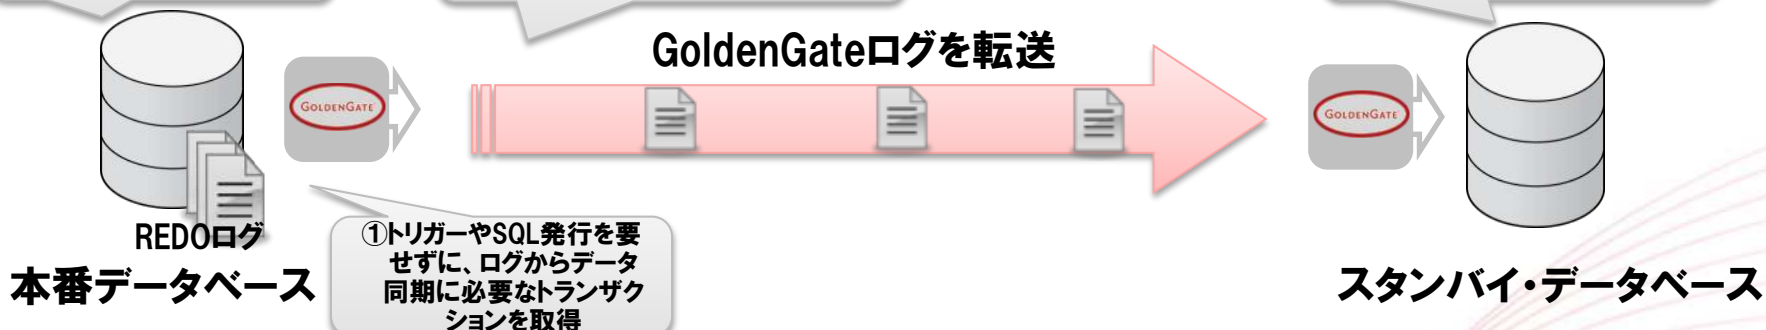 GoldenGateログを転送
GOLDENGATE
GOLDENGATE
REDOログ
本番データベース
①トリガーやSQL発行を要
せずに、ログからデータ
同期に必要なトランザク
ションを取得
スタンバイ・データベース